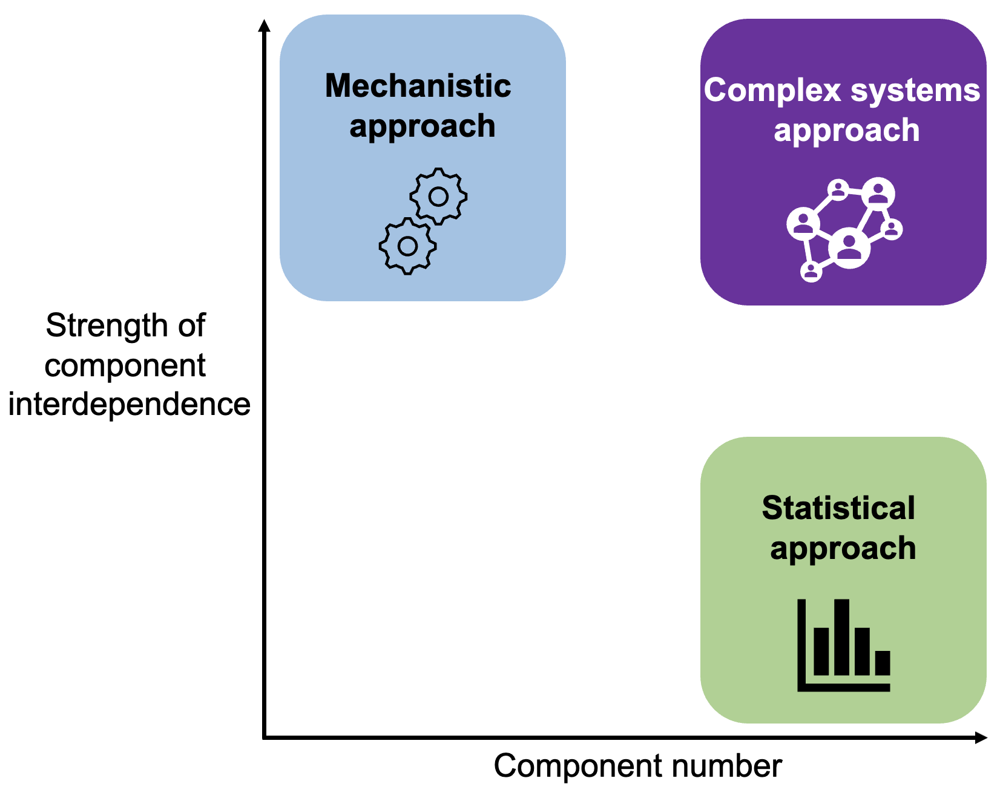 Mechanistic
approach
Complex systems
approach
Strength of
component
interdependence
Statistical
approach
Component number